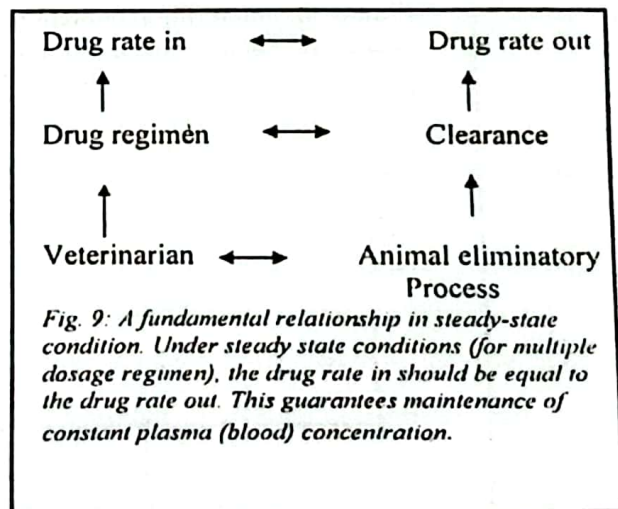 Drug rate in ⟷ Drug rate out
↑ ↑
Drug regimen ⟷ Clearance
↑ ↑
Veterinarian ⟷ Animal eliminatory
Process
Fig. 9: A fundamental relationship in steady-state
condition. Under steady state conditions (for multiple
dosage regimen), the drug rate in should be equal to
the drug rate out. This guarantees maintenance of
constant plasma (blood) concentration.